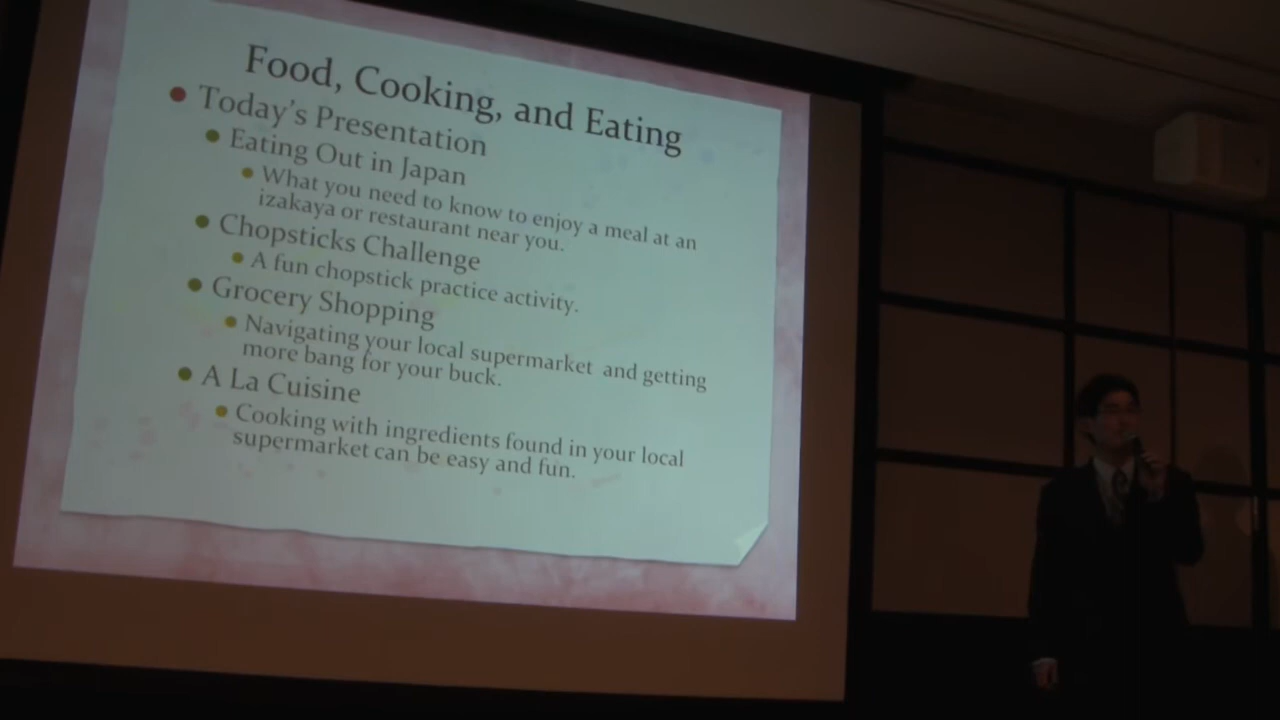 Food, Cooking, and Eating
Today's Presentation
Eating Out in Japan
What you need to know to enjoy a meal at an
izakaya or restaurant near you.
Chopsticks Challenge
A fun chopstick practice activity.
Grocery Shopping
Navigating your local supermarket and getting
more bang for your buck.
A La Cuisine
Cooking with ingredients found in your local
supermarket can be easy and fun.